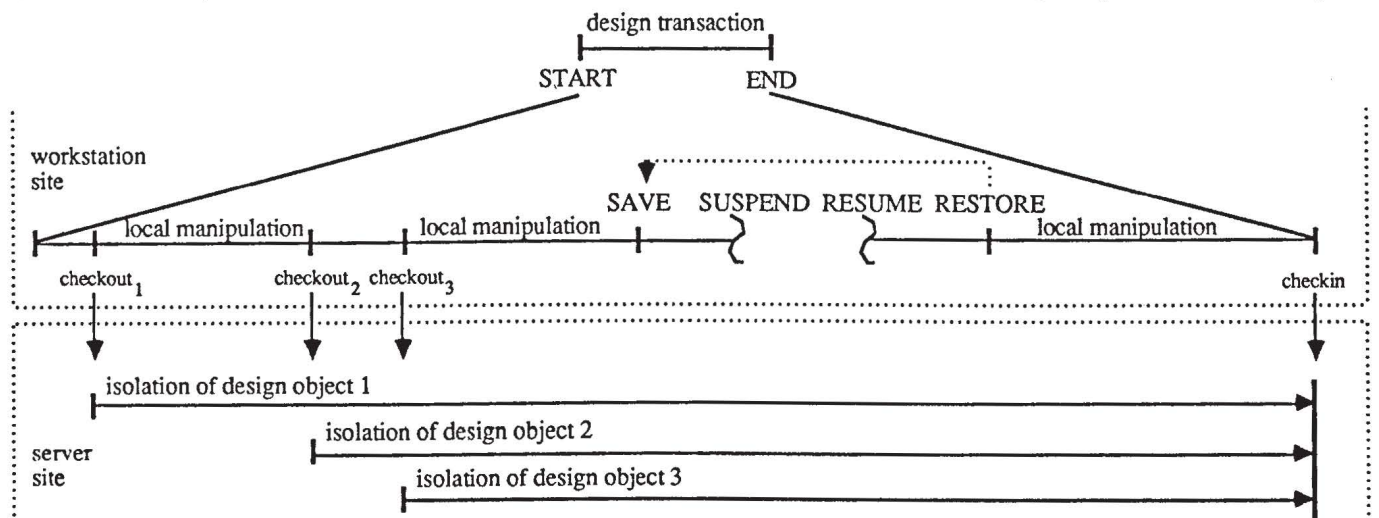 design transaction
START END
workstation
site
SAVE SUSPEND RESUME RESTORE
local manipulation local manipulation local manipulation
checkout1 checkout2 checkout3 checkin
isolation of design object 1
isolation of design object 2
server
site
isolation of design object 3